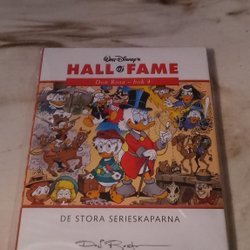 Walt Disney's
HALL OF FAME
Don Rosa – bok 4
DE STORA SERIESKAPARNA
Don Rosa